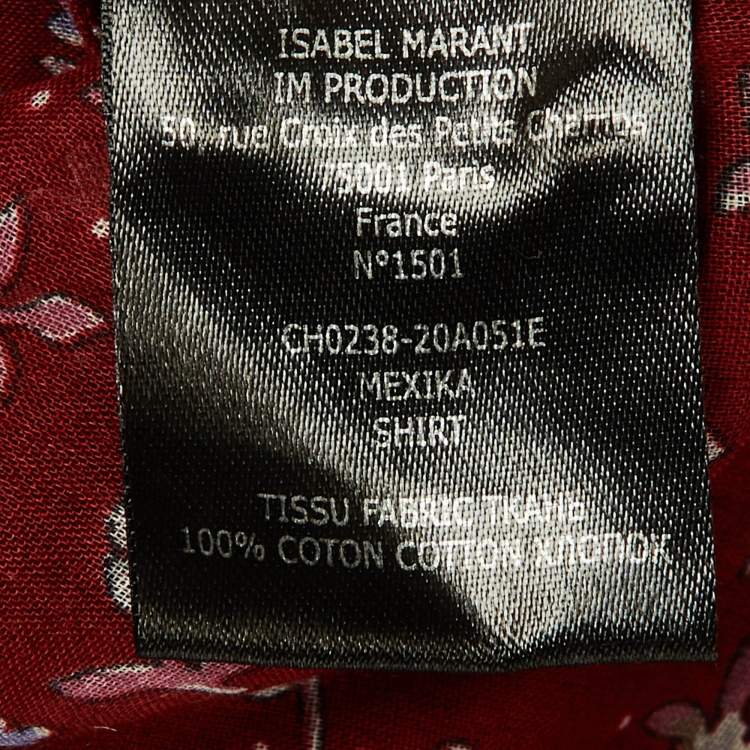 ISABEL MARANT
IM PRODUCTION
50 rue Croix des Petits Champs
75001 Paris
France
N°1501
CH0238-20A051E
MEXIKA
SHIRT
TISSU FABRIC ТКАНЬ
100% COTON COTTON ХЛОПОК